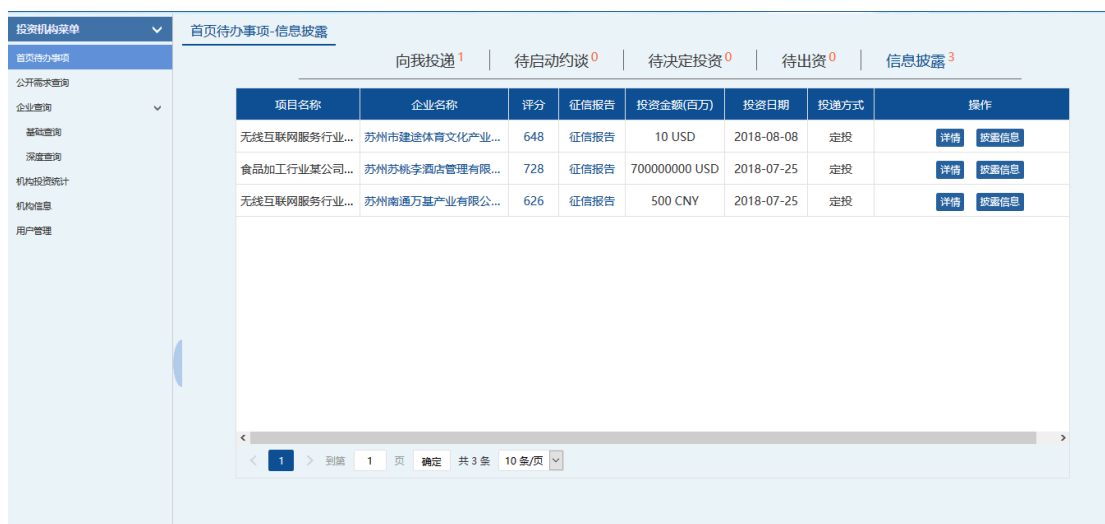 投资机构菜单
首页待办事项
公开需求查询
企业查询
基础查询
深度查询
机构投资统计
机构信息
用户管理
首页待办事项-信息披露
向我投递 1 待启动约谈 0 待决定投资 0 待出资 0 信息披露 3
项目名称 企业名称 评分 征信报告 投资金额(百万) 投资日期 投递方式 操作
无线互联网服务行业... 苏州市建途体育文化产业... 648 征信报告 10 USD 2018-08-08 定投 详情 披露信息
食品加工行业某公司... 苏州苏桃李酒店管理有限... 728 征信报告 700000000 USD 2018-07-25 定投 详情 披露信息
无线互联网服务行业... 苏州南通万基产业有限公... 626 征信报告 500 CNY 2018-07-25 定投 详情 披露信息
1 到第 1 页 确定 共 3 条 10 条/页